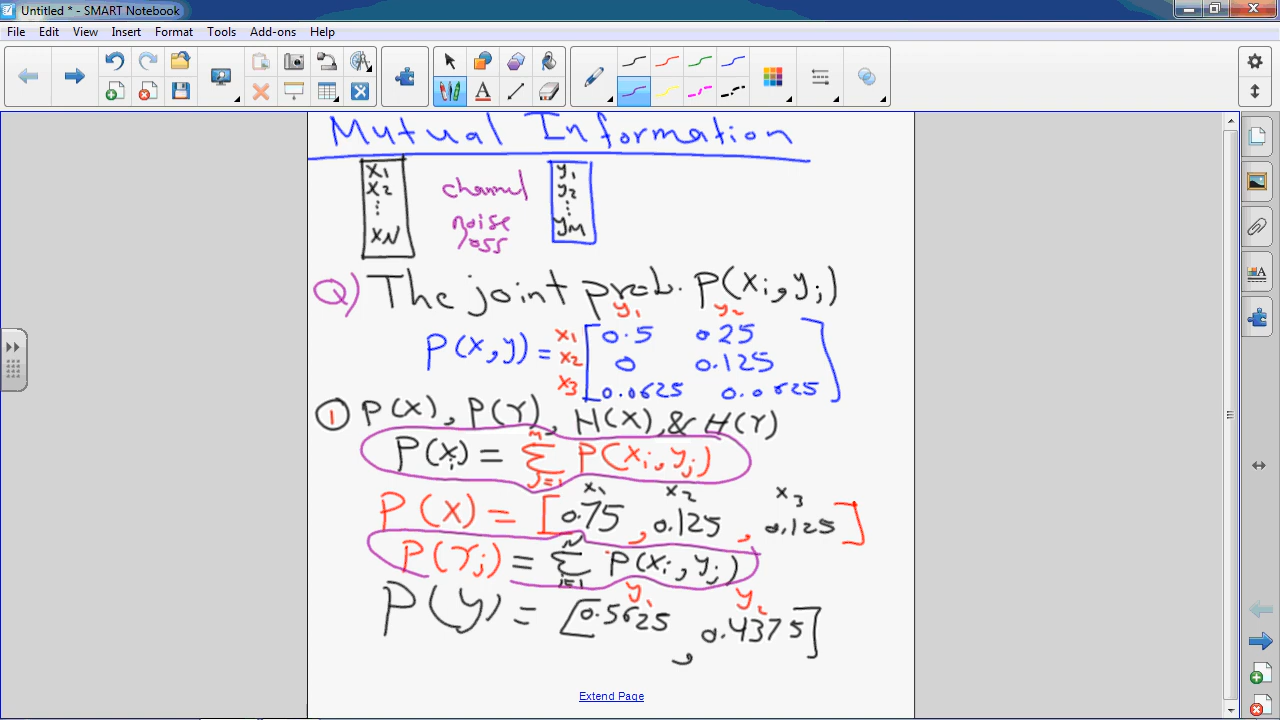 Untitled * - SMART Notebook
File Edit View Insert Format Tools Add-ons Help
Mutual Information
x1 y1
x2 channel y2
⋮ noise ⋮
xN loss yM
Q) The joint prob. P(xi,yj)
y1 y2
P(x,y) = x1 [0.5 0.25
x2 0 0.125
x3 0.0625 0.0625]
① P(X), P(Y), H(X), & H(Y)
P(xi) = Σ m j=1 P(xi,yj)
x1 x2 x3
P(X) = [0.75, 0.125, 0.125]
P(Yj) = Σ N i=1 P(xi,yj)
y1 y2
P(y) = [0.5625, 0.4375]
Extend Page